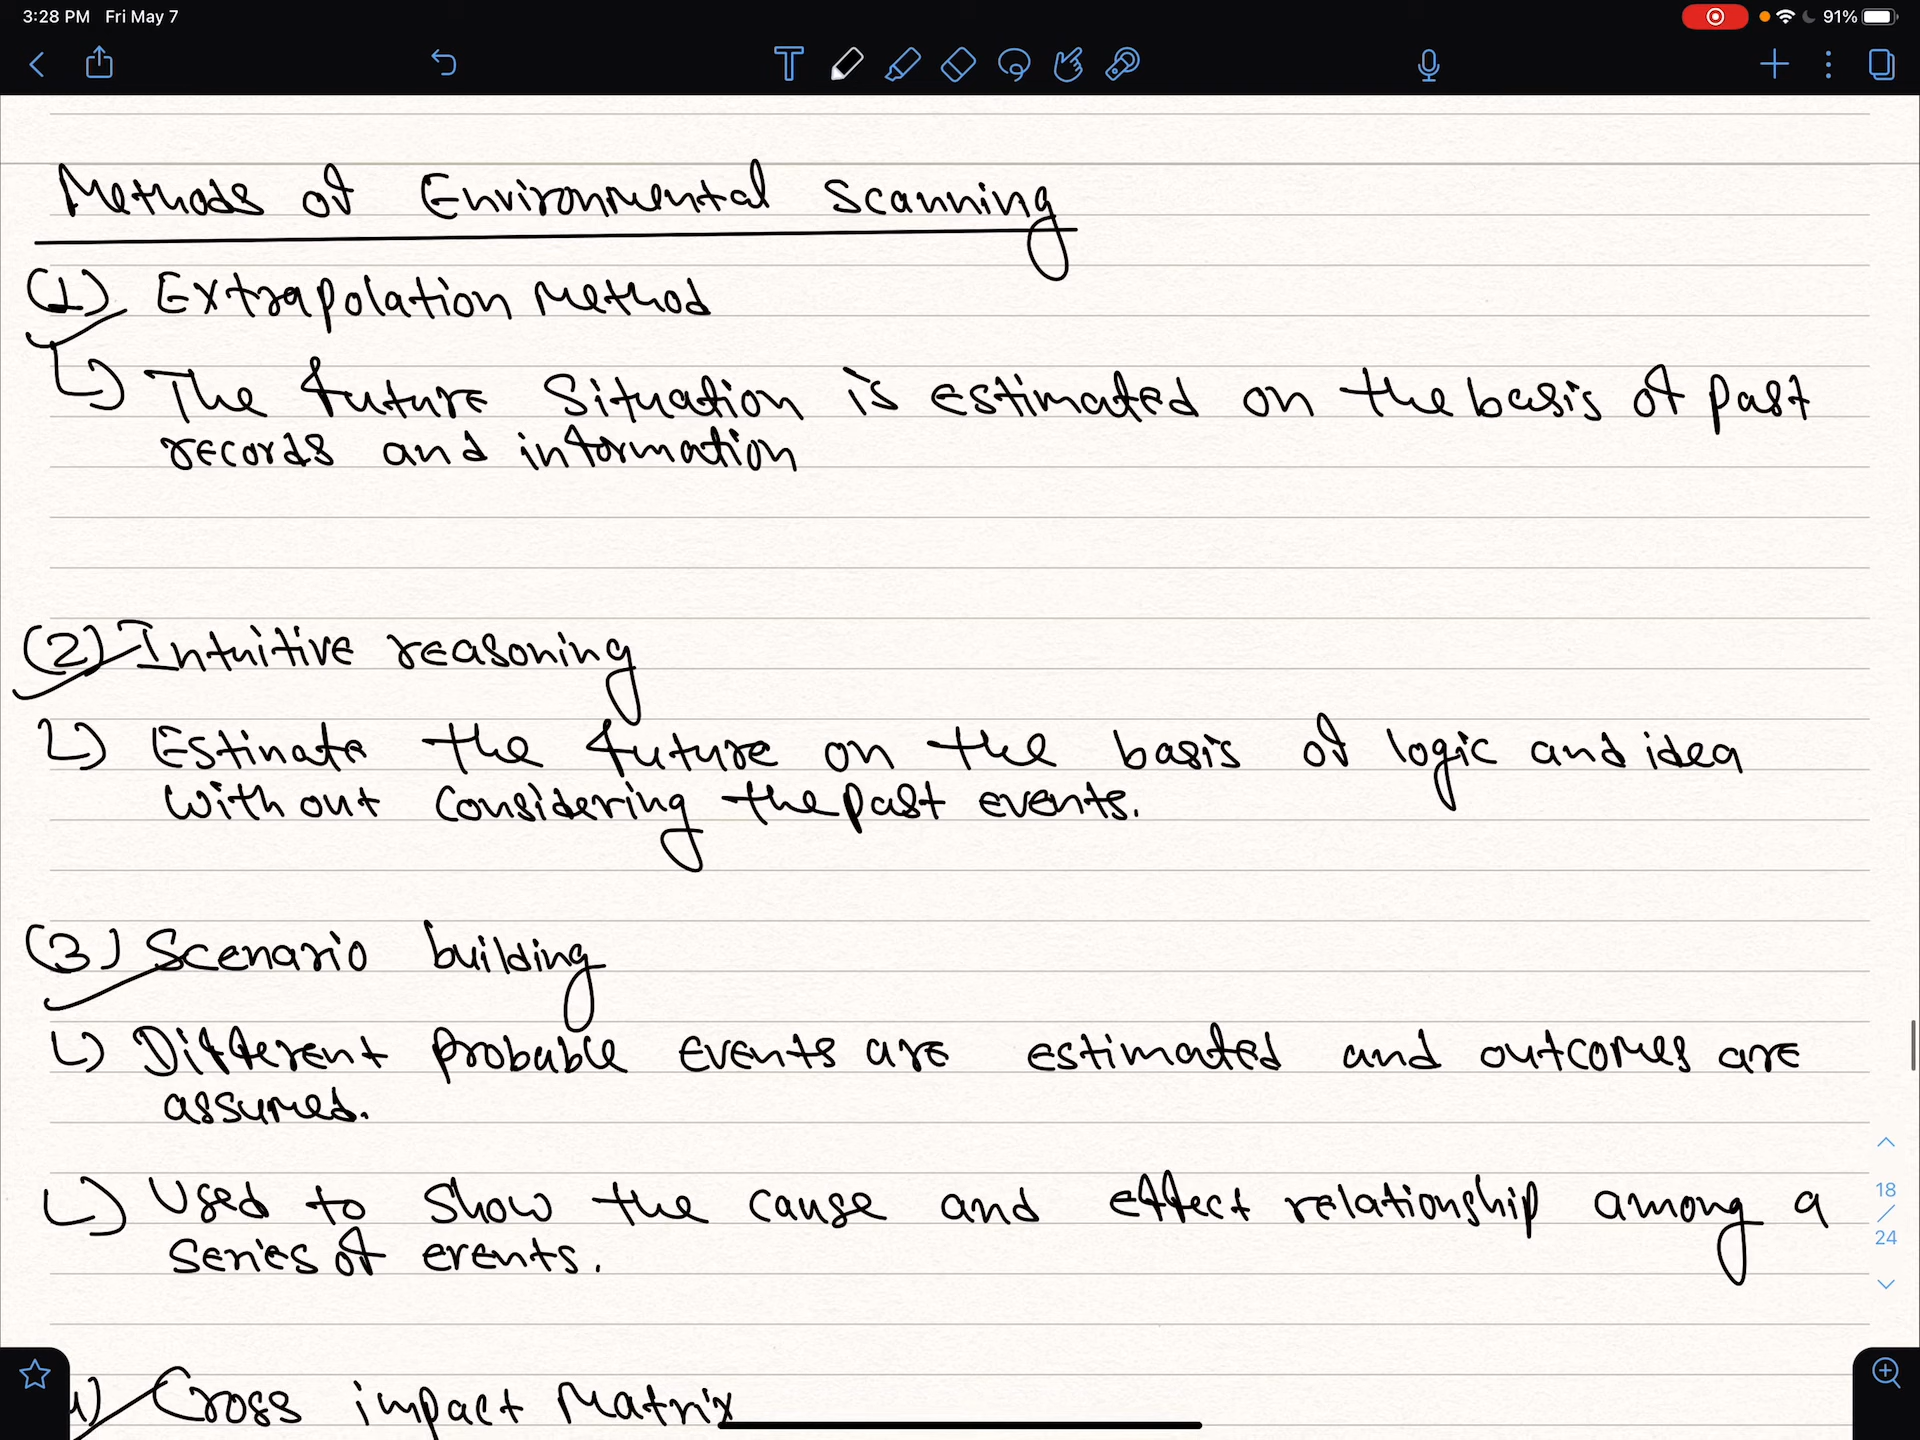 3:28 PM Fri May 7
91%
Methods of Environmental Scanning
(1) Extrapolation Method
The future Situation is estimated on the basis of past
records and information
(2) Intuitive reasoning
Estimate the future on the basis of logic and idea
without considering the past events.
(3) Scenario building
Different probable events are estimated and outcomes are
assumed.
Used to show the cause and effect relationship among a
series of events.
18
/
24
4) Cross impact Matrix